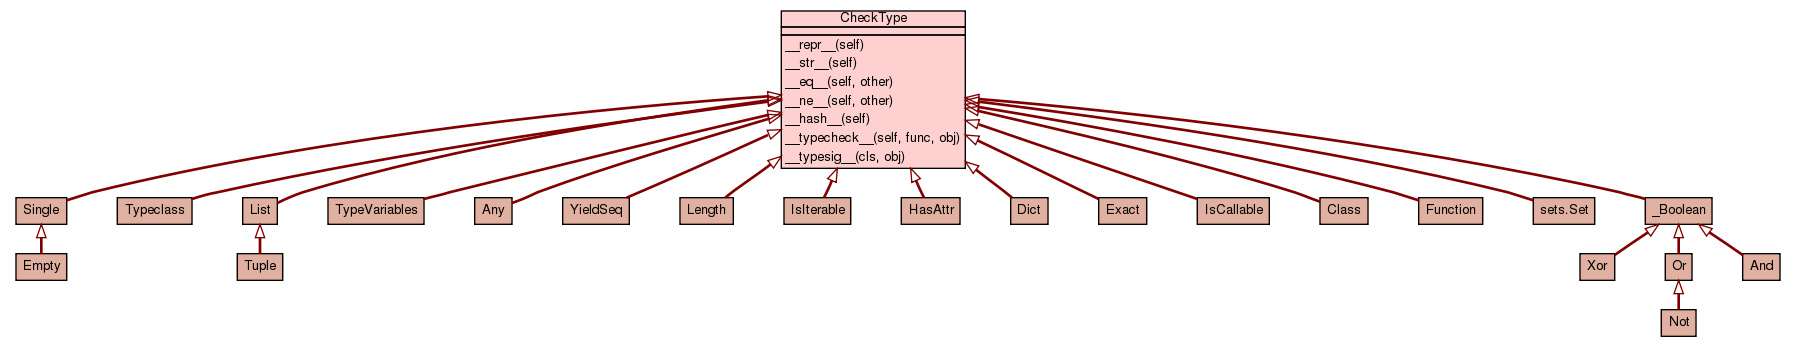 CheckType
__repr__(self)
__str__(self)
__eq__(self, other)
__ne__(self, other)
__hash__(self)
__typecheck__(self, func, obj)
__typesig__(cls, obj)
Single
Typeclass
List
TypeVariables
Any
YieldSeq
Length
IsIterable
HasAttr
Dict
Exact
IsCallable
Class
Function
sets.Set
_Boolean
Empty
Tuple
Xor
Or
And
Not